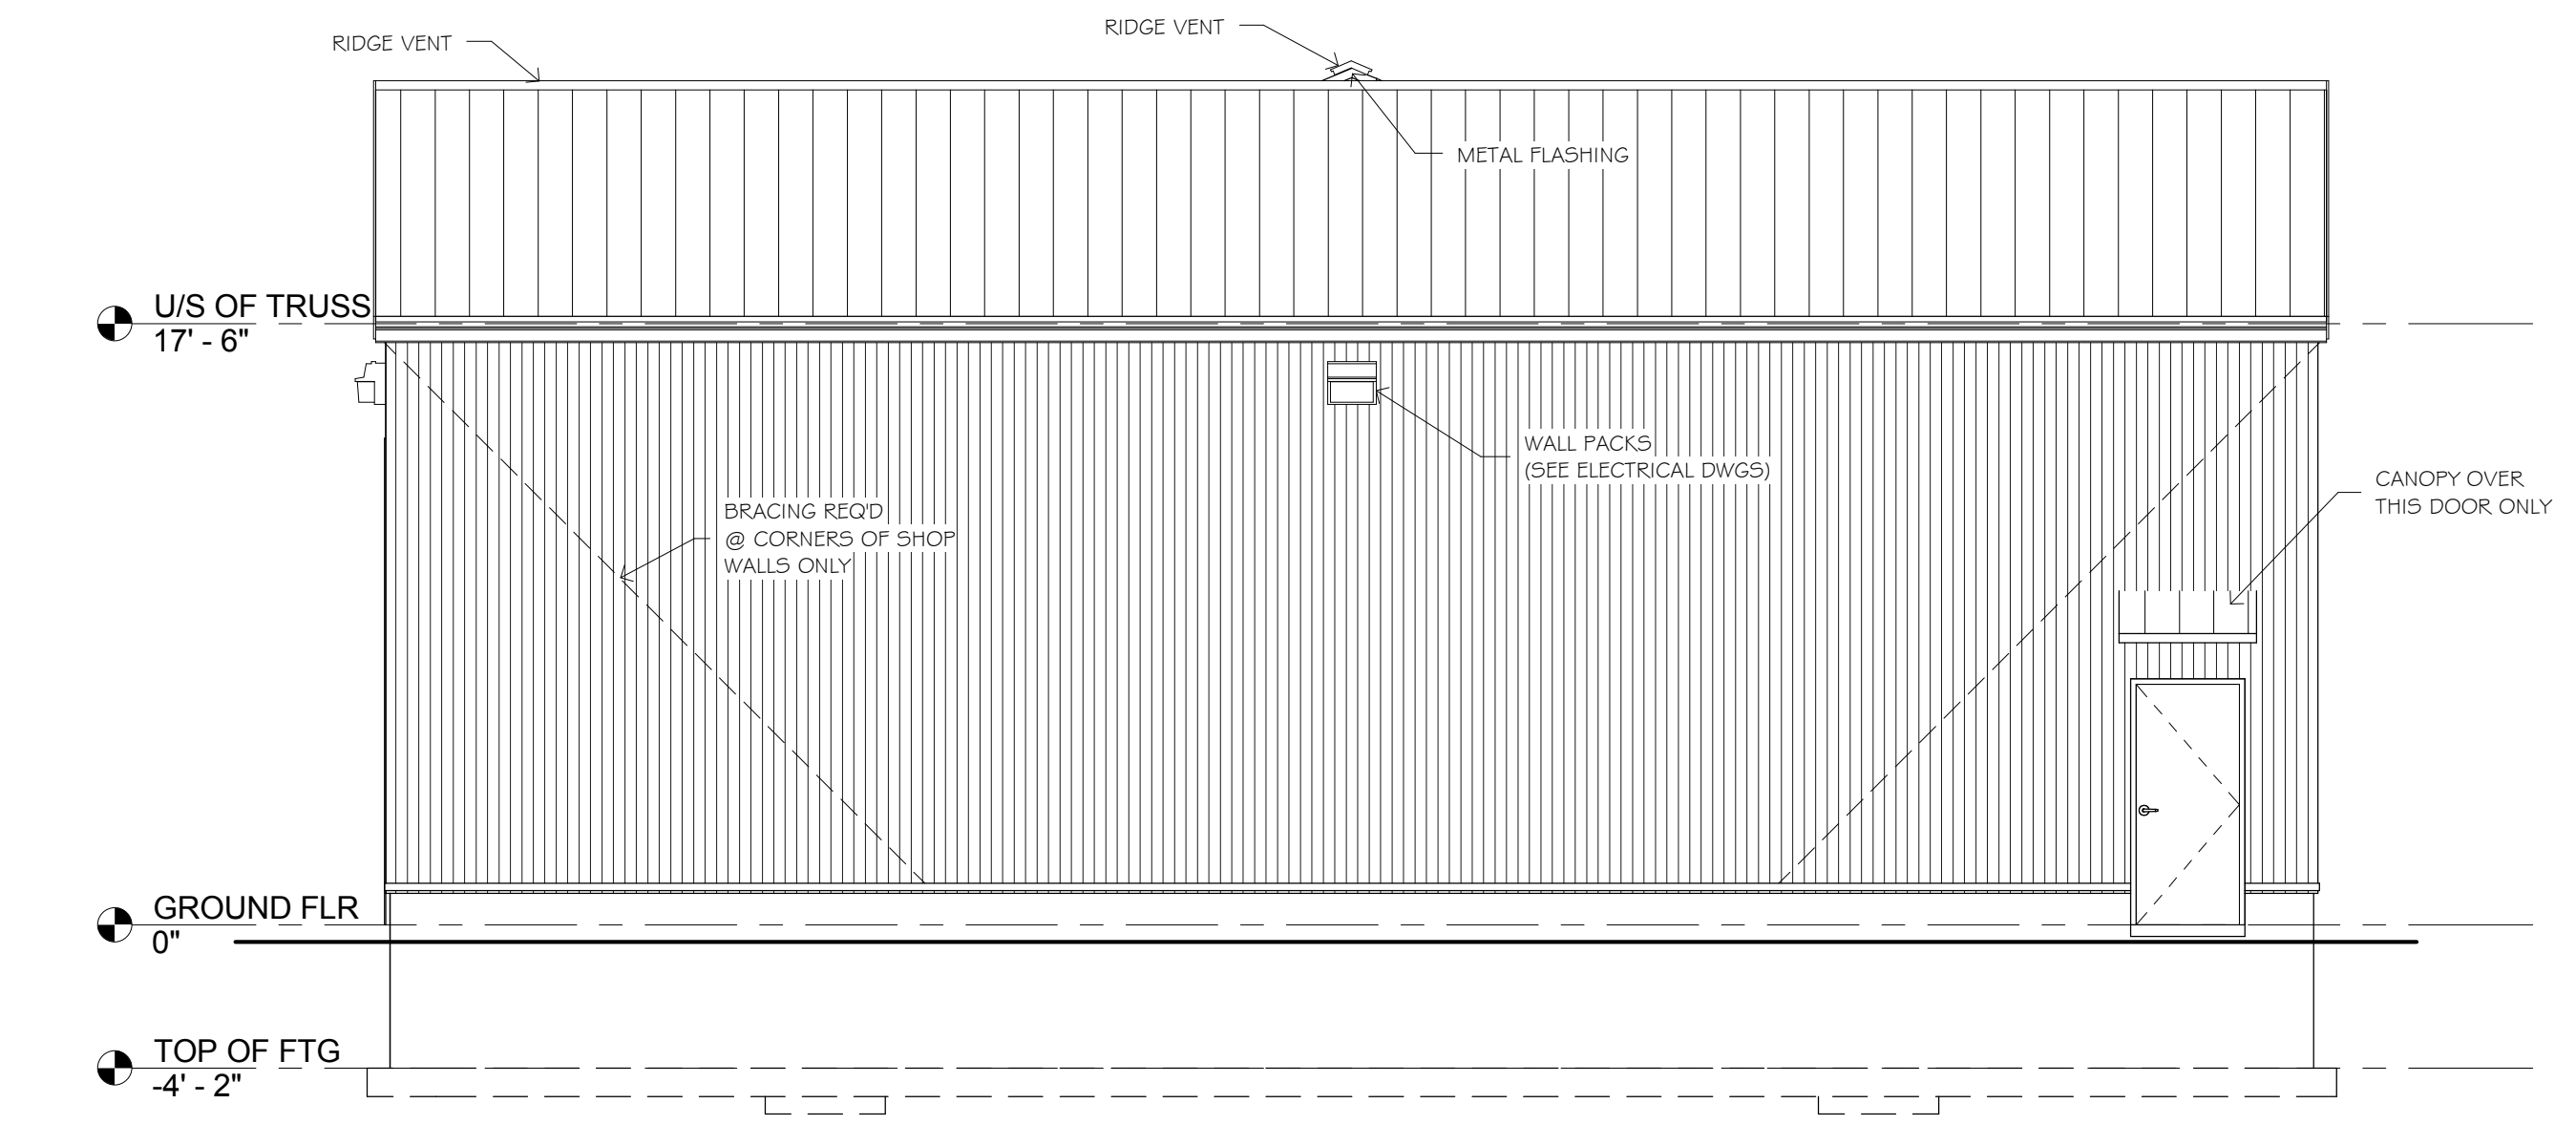 RIDGE VENT
RIDGE VENT
METAL FLASHING
U/S OF TRUSS
17' - 6"
WALL PACKS
(SEE ELECTRICAL DWGS)
CANOPY OVER
THIS DOOR ONLY
BRACING REQ'D
@ CORNERS OF SHOP
WALLS ONLY
GROUND FLR
0"
TOP OF FTG
-4' - 2"